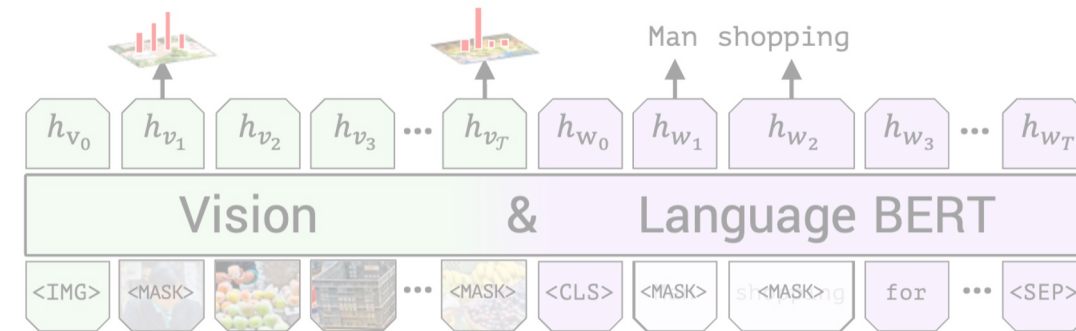 Man shopping
h_v0 h_v1 h_v2 h_v3 ··· h_vT h_w0 h_w1 h_w2 h_w3 ··· h_wT
Vision & Language BERT
<IMG> <MASK> ··· <MASK> <CLS> <MASK> shopping <MASK> for ··· <SEP>